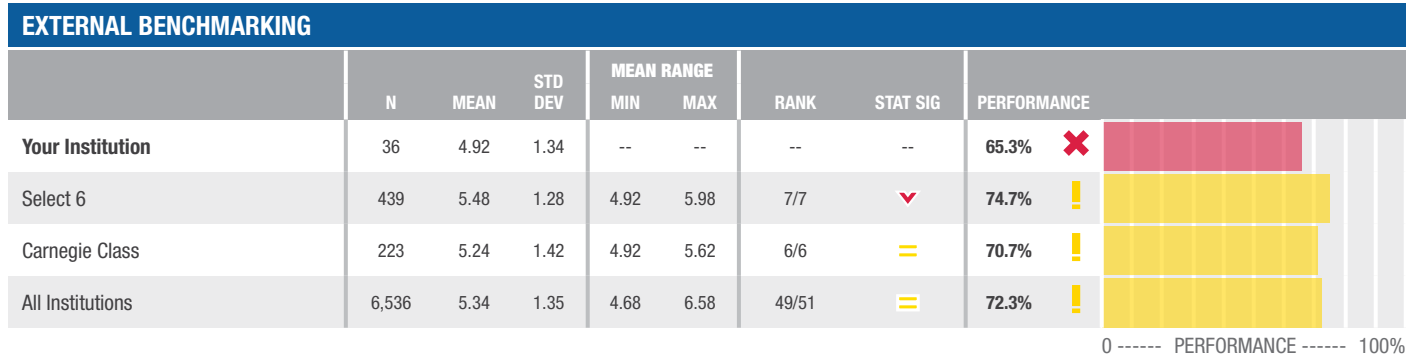 EXTERNAL BENCHMARKING
N MEAN STD DEV MEAN RANGE MIN MAX RANK STAT SIG PERFORMANCE
Your Institution 36 4.92 1.34 -- -- -- -- 65.3%
Select 6 439 5.48 1.28 4.92 5.98 7/7 74.7%
Carnegie Class 223 5.24 1.42 4.92 5.62 6/6 = 70.7%
All Institutions 6,536 5.34 1.35 4.68 6.58 49/51 = 72.3%
0 ------ PERFORMANCE ------ 100%